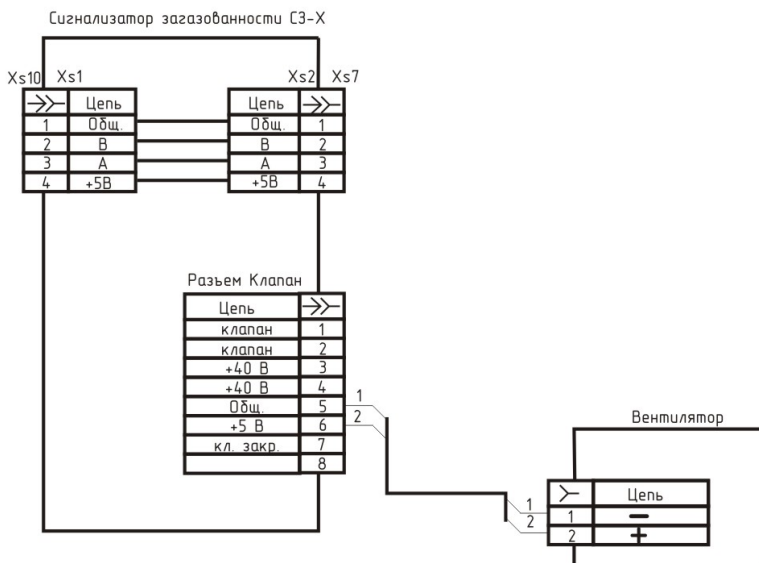 Сигнализатор загазованности СЗ-Х
Xs10 Xs1 Xs2 Xs7
Цепь Цепь
1 Общ. Общ. 1
2 В В 2
3 А А 3
4 +5В +5В 4
Разъем Клапан
Цепь
клапан 1
клапан 2
+40 В 3
+40 В 4
Общ. 5 1
+5 В 6 2
кл. закр. 7
8
Вентилятор
Цепь
1 1 −
2 2 +